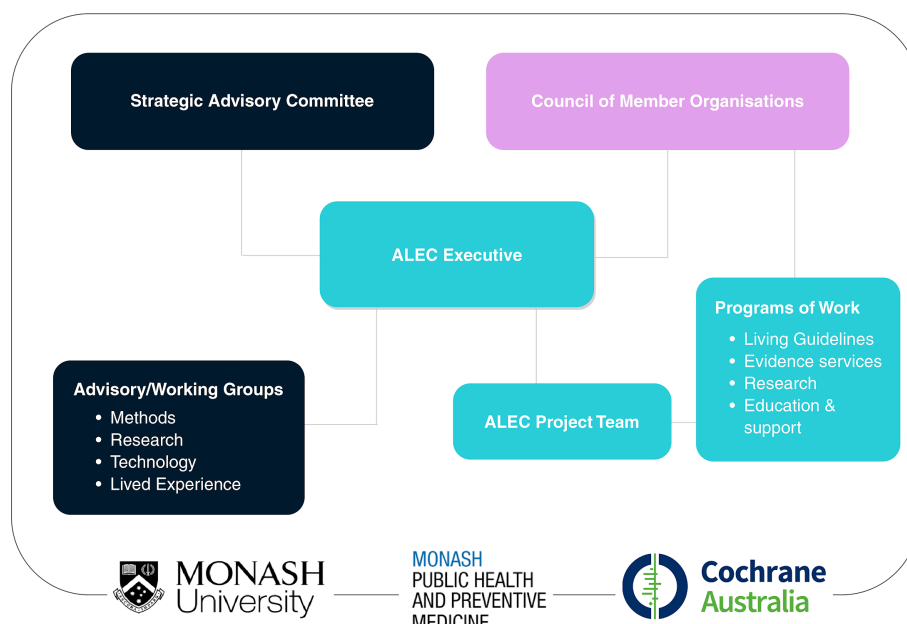 Strategic Advisory Committee
Council of Member Organisations
ALEC Executive
Programs of Work
• Living Guidelines
• Evidence services
• Research
• Education &
support
Advisory/Working Groups
• Methods
• Research
• Technology
• Lived Experience
ALEC Project Team
MONASH
University
MONASH
PUBLIC HEALTH
AND PREVENTIVE
MEDICINE
Cochrane
Australia